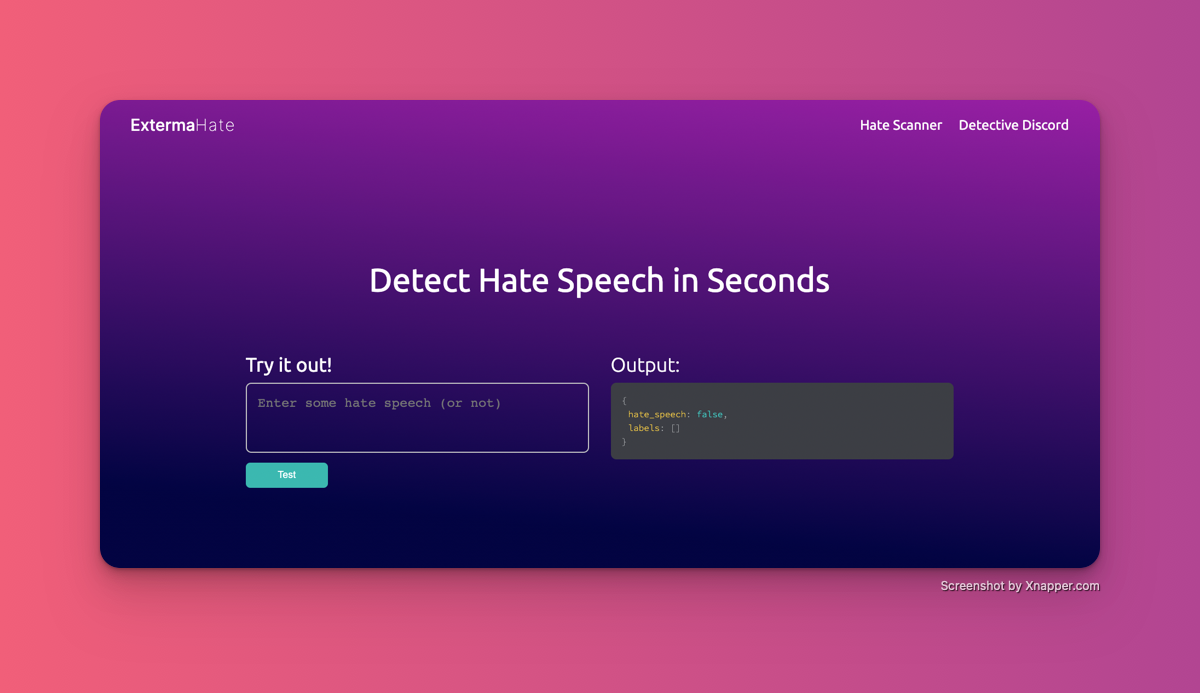 ExtermaHate
Hate Scanner Detective Discord
Detect Hate Speech in Seconds
Try it out!
Enter some hate speech (or not)
Test
Output:
{
hate_speech: false,
labels: []
}
Screenshot by Xnapper.com